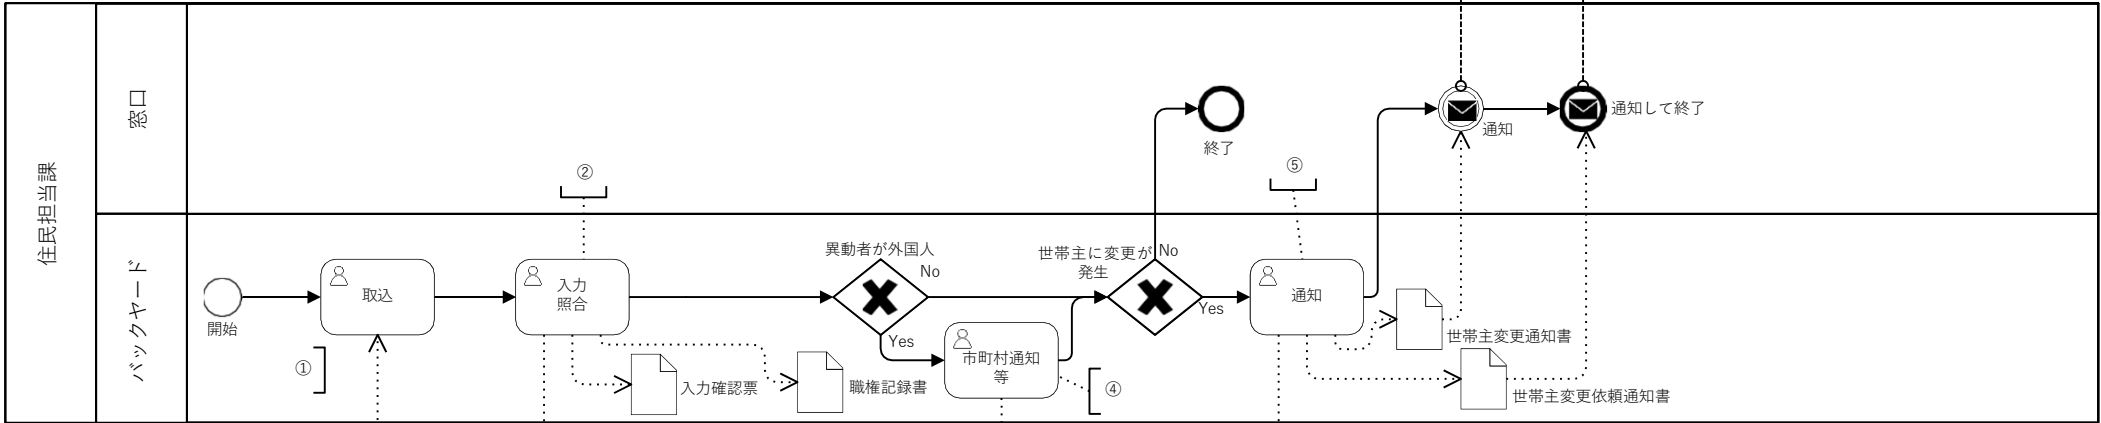 住民担当課
窓口
バックヤード
開始
①
取込
②
入力
照合
入力確認票
職権記録書
異動者が外国人
No
Yes
市町村通知
等
④
世帯主に変更が
発生
No
Yes
終了
⑤
通知
世帯主変更通知書
世帯主変更依頼通知書
通知
通知して終了